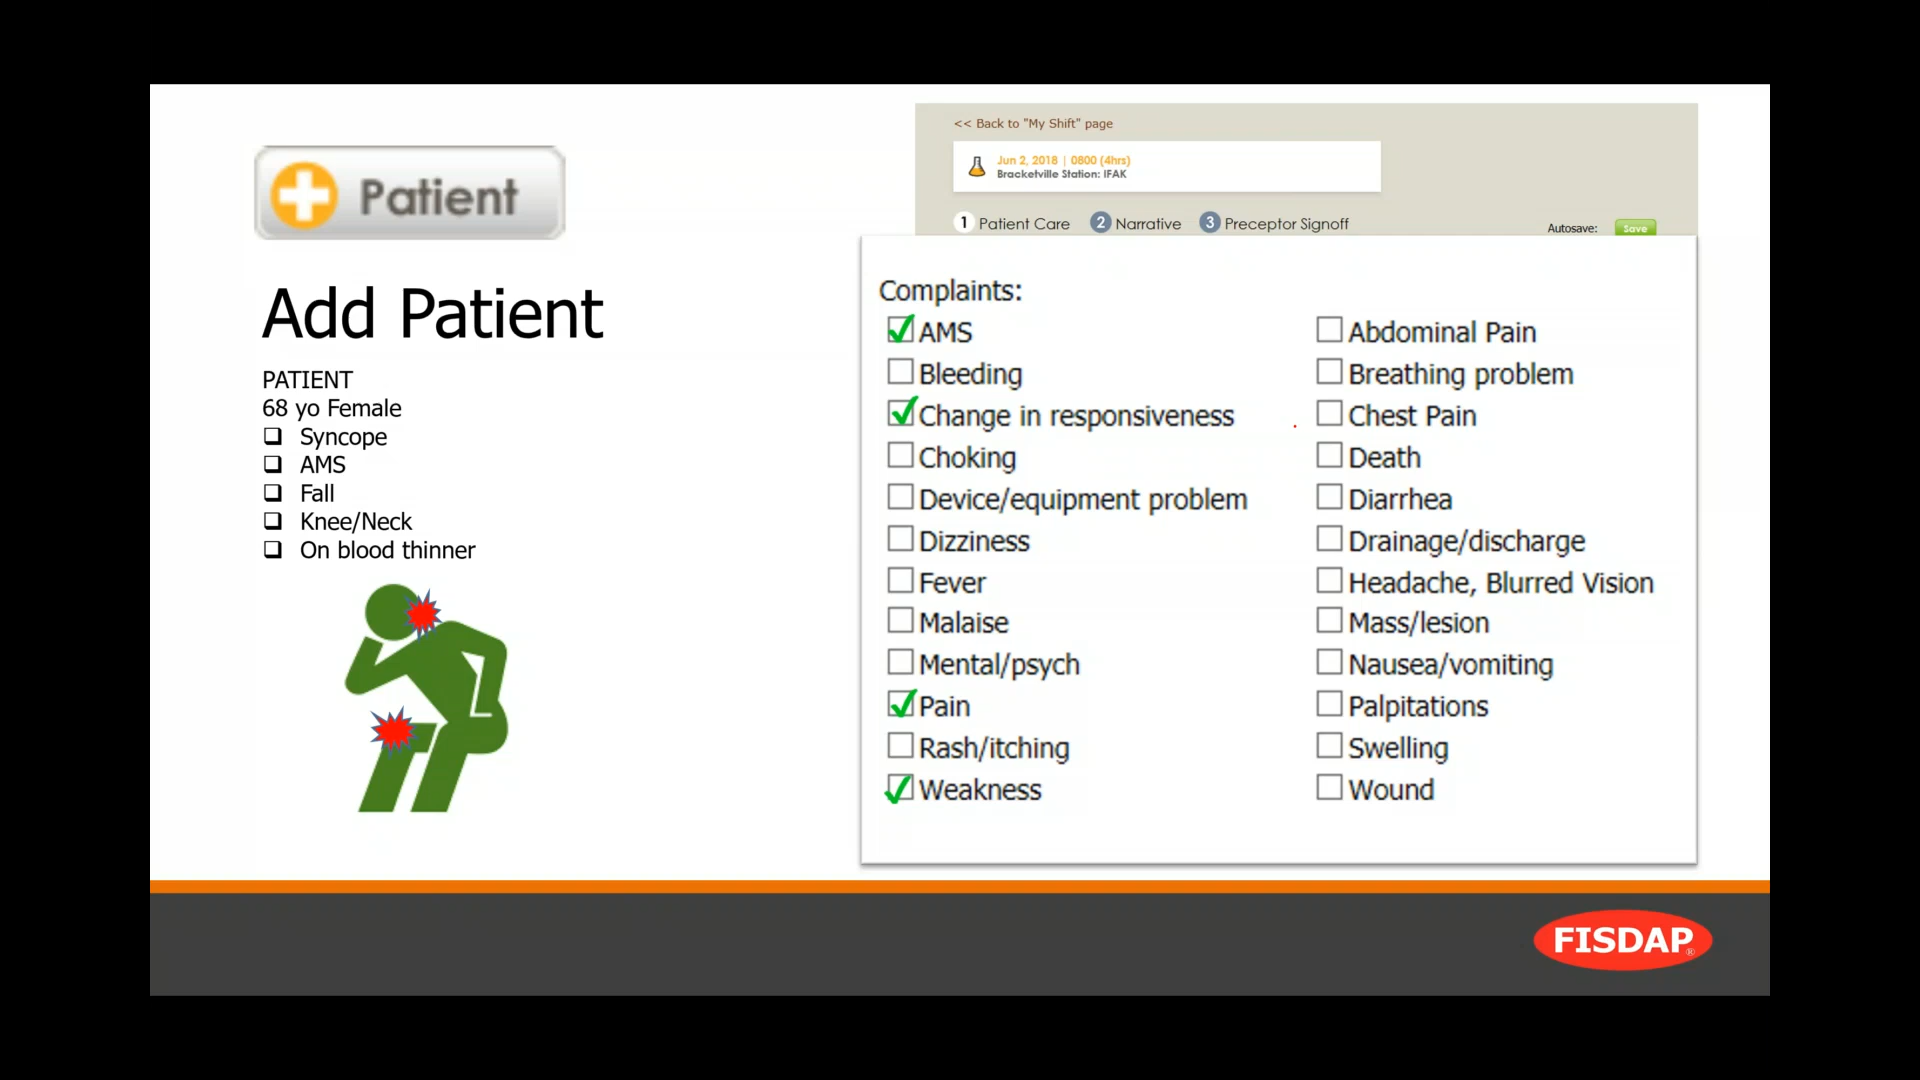 Patient
Add Patient
PATIENT
68 yo Female
Syncope
AMS
Fall
Knee/Neck
On blood thinner
<< Back to "My Shift" page
Jun 2, 2018 | 0800 (4hrs)
Bracketville Station: IFAK
1 Patient Care 2 Narrative 3 Preceptor Signoff Autosave: Save
Complaints:
AMS
Bleeding
Change in responsiveness
Choking
Device/equipment problem
Dizziness
Fever
Malaise
Mental/psych
Pain
Rash/itching
Weakness
Abdominal Pain
Breathing problem
Chest Pain
Death
Diarrhea
Drainage/discharge
Headache, Blurred Vision
Mass/lesion
Nausea/vomiting
Palpitations
Swelling
Wound
FISDAP®